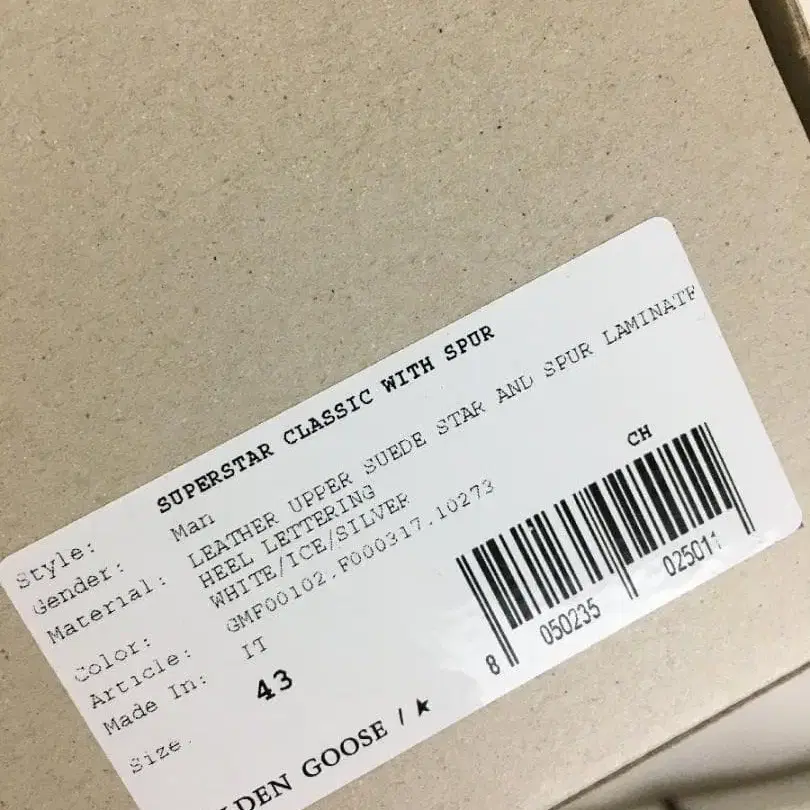 Style: SUPERSTAR CLASSIC WITH SPUR
Gender: Man
Material: LEATHER UPPER SUEDE STAR AND SPUR LAMINATE
HEEL LETTERING
Color: WHITE/ICE/SILVER
Article: GMF00102.F000317.10273
Made In: IT
Size 43
CH
8 050235 025011
LDEN GOOSE /